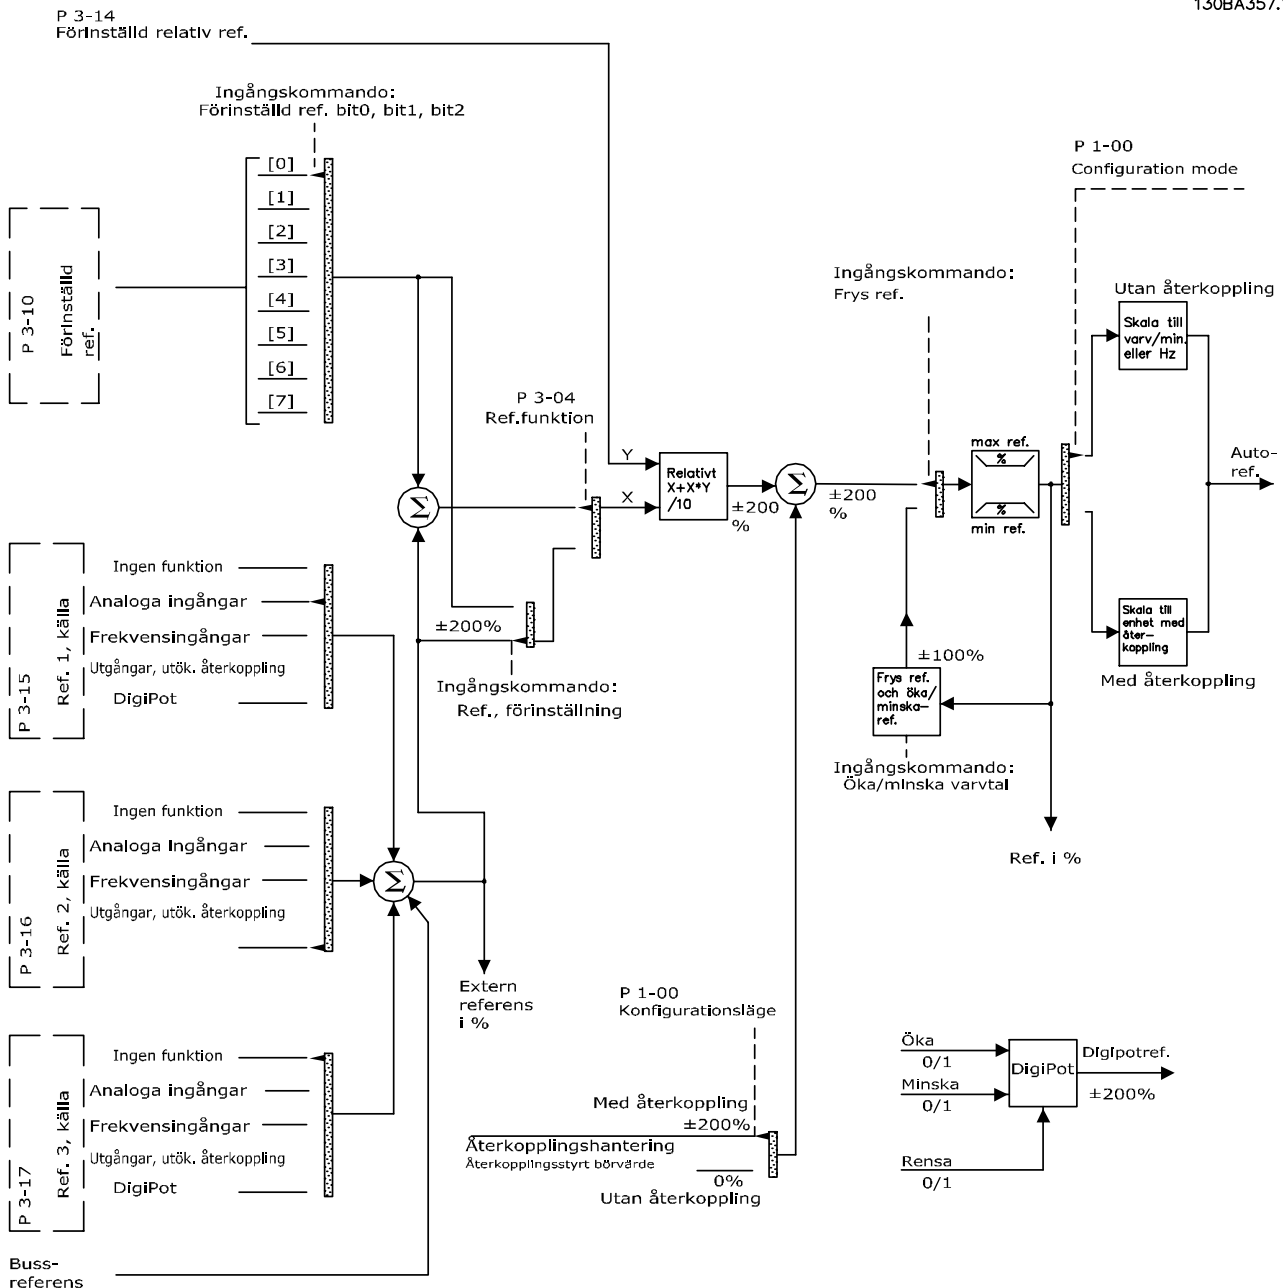 130BA357.
P 3-14
Förinställd relativ ref.
Ingångskommando:
Förinställd ref. bit0, bit1, bit2
[0]
[1]
[2]
[3]
[4]
[5]
[6]
[7]
P 3-10
Förinställd
ref.
P 1-00
Configuration mode
Ingångskommando:
Frys ref.
Utan återkoppling
Skala till
varv/min.
eller Hz
P 3-04
Ref.funktion
Y
X
Relativt
X+X*Y
/10
±200
%
Σ
±200
%
max ref.
%
%
min ref.
Auto-
ref.
Σ
P 3-15
Ref. 1, källa
Ingen funktion
Analoga ingångar
Frekvensingångar
Utgångar, utök. återkoppling
DigiPot
±200%
Ingångskommando:
Ref., förinställning
±100%
Frys ref.
och öka/
minska-
ref.
Ingångskommando:
Öka/minska varvtal
Skala till
enhet med
åter-
koppling
Med återkoppling
Ref. i %
P 3-16
Ref. 2, källa
Ingen funktion
Analoga ingångar
Frekvensingångar
Utgångar, utök. återkoppling
Σ
Extern
referens
i %
P 1-00
Konfigurationsläge
P 3-17
Ref. 3, källa
Ingen funktion
Analoga ingångar
Frekvensingångar
Utgångar, utök. återkoppling
DigiPot
Med återkoppling
±200%
Återkopplingshantering
Återkopplingsstyrt börvärde
0%
Utan återkoppling
Öka
0/1
Minska
0/1
Rensa
0/1
DigiPot
Digipotref.
±200%
Buss-
referens